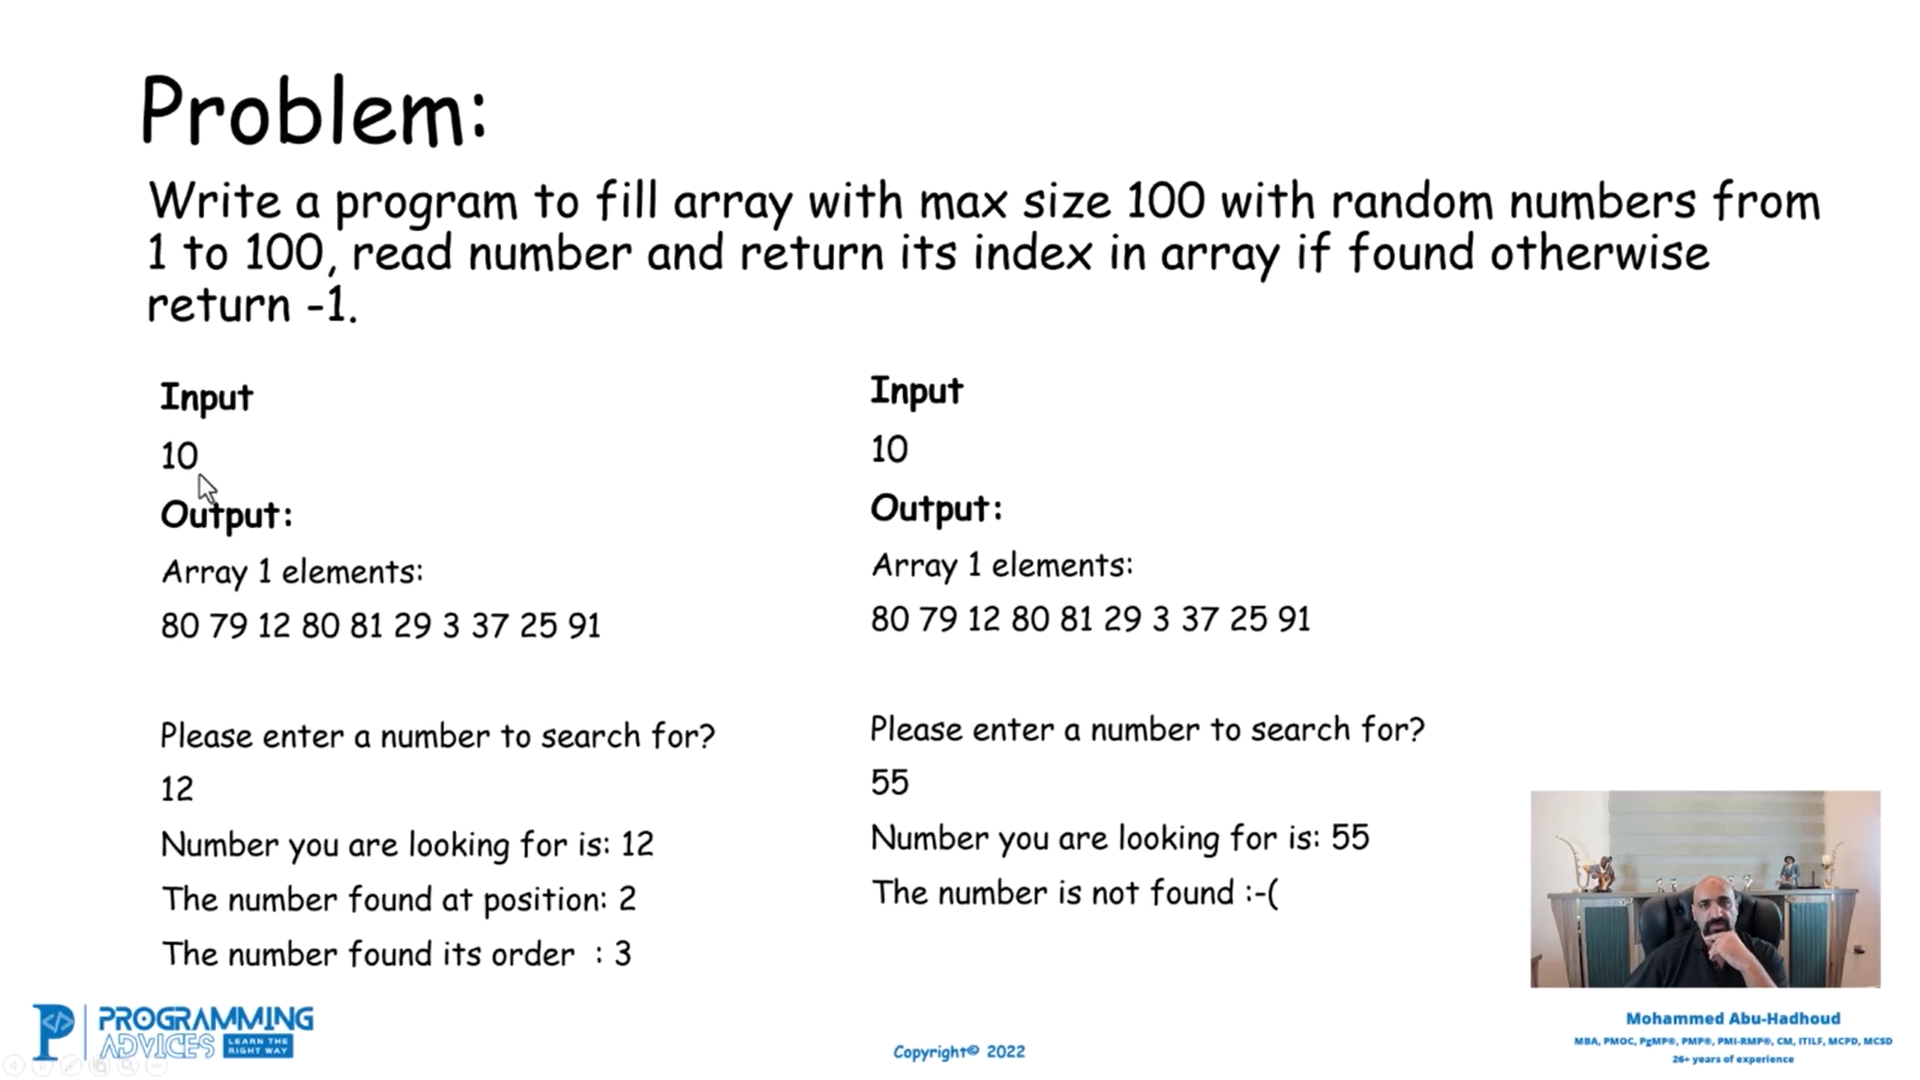 Problem:
Write a program to fill array with max size 100 with random numbers from
1 to 100, read number and return its index in array if found otherwise
return -1.
Input
10
Output:
Array 1 elements:
80 79 12 80 81 29 3 37 25 91
Please enter a number to search for?
12
Number you are looking for is: 12
The number found at position: 2
The number found its order : 3
Input
10
Output:
Array 1 elements:
80 79 12 80 81 29 3 37 25 91
Please enter a number to search for?
55
Number you are looking for is: 55
The number is not found :-(
P </>
PROGRAMMING
ADVICES
LEARN THE
RIGHT WAY
Copyright© 2022
Mohammed Abu-Hadhoud
MBA, PMOC, PgMP®, PMP®, PMI-RMP®, CM, ITILF, MCPD, MCSD
26+ years of experience